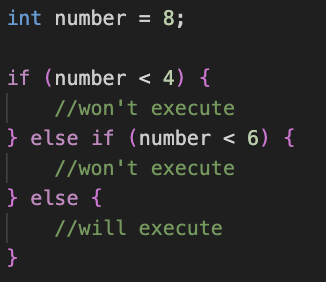 int number = 8;

if (number < 4) {
    //won't execute
} else if (number < 6) {
    //won't execute
} else {
    //will execute
}